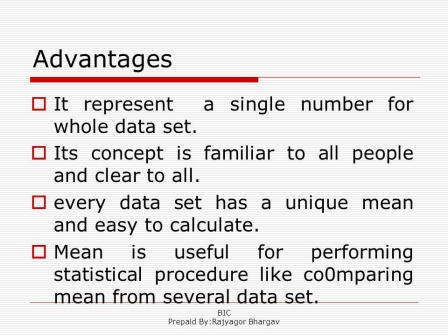 Advantages
It represent a single number for
whole data set.
Its concept is familiar to all people
and clear to all.
every data set has a unique mean
and easy to calculate.
Mean is useful for performing
statistical procedure like co0mparing
mean from several data set.
BIC
Prepaid By:Rajyagor Bhargav